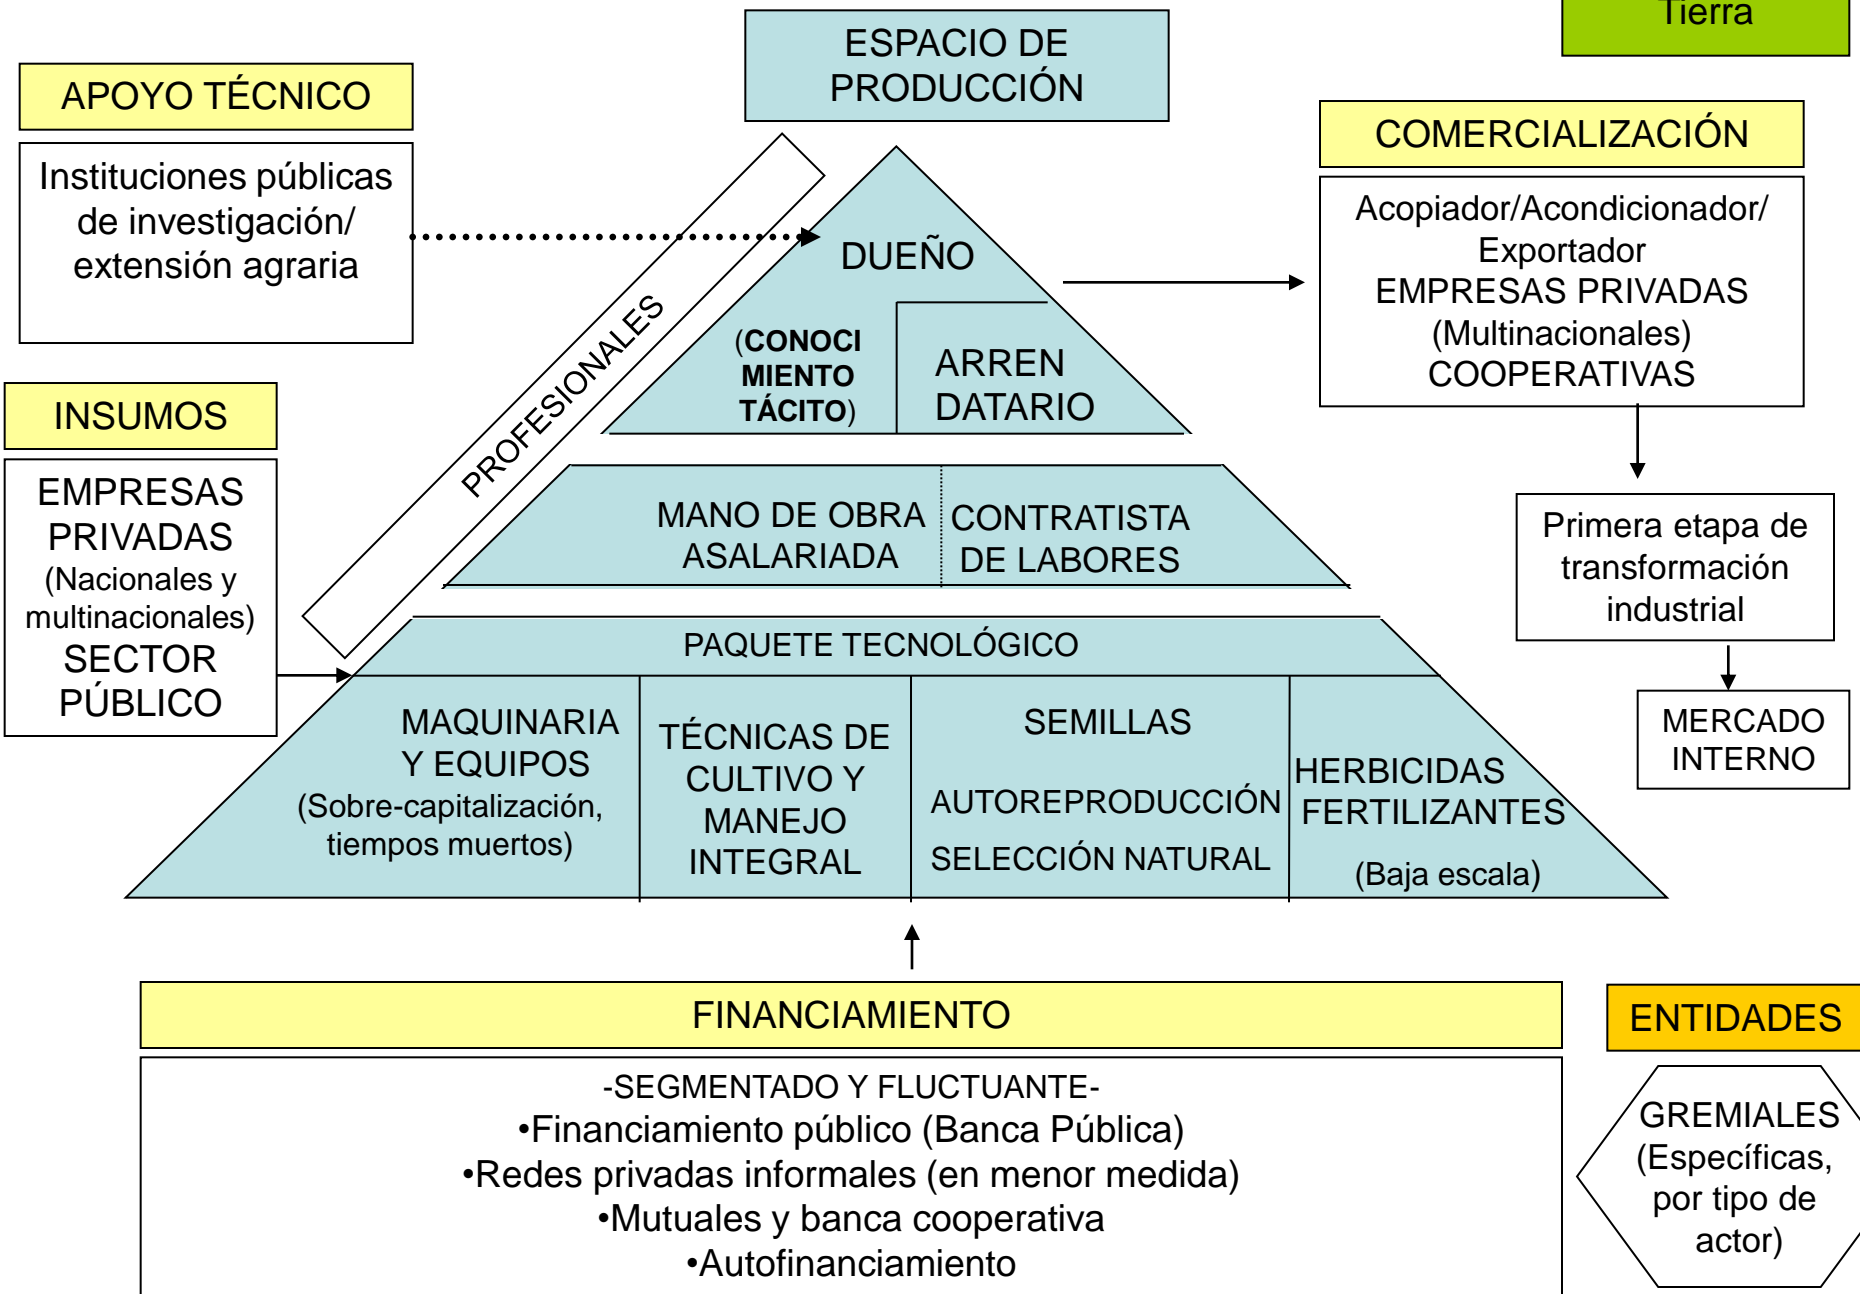 Tierra
ESPACIO DE
PRODUCCIÓN
APOYO TÉCNICO
Instituciones públicas
de investigación/
extensión agraria
INSUMOS
EMPRESAS
PRIVADAS
(Nacionales y
multinacionales)
SECTOR
PÚBLICO
PROFESIONALES
DUEÑO
(CONOCI
MIENTO
TÁCITO)
ARREN
DATARIO
MANO DE OBRA
ASALARIADA
CONTRATISTA
DE LABORES
PAQUETE TECNOLÓGICO
MAQUINARIA
Y EQUIPOS
(Sobre-capitalización,
tiempos muertos)
TÉCNICAS DE
CULTIVO Y
MANEJO
INTEGRAL
SEMILLAS
AUTOREPRODUCCIÓN
SELECCIÓN NATURAL
HERBICIDAS
FERTILIZANTES
(Baja escala)
COMERCIALIZACIÓN
Acopiador/Acondicionador/
Exportador
EMPRESAS PRIVADAS
(Multinacionales)
COOPERATIVAS
Primera etapa de
transformación
industrial
MERCADO
INTERNO
FINANCIAMIENTO
-SEGMENTADO Y FLUCTUANTE-
•Financiamiento público (Banca Pública)
•Redes privadas informales (en menor medida)
•Mutuales y banca cooperativa
•Autofinanciamiento
ENTIDADES
GREMIALES
(Específicas,
por tipo de
actor)